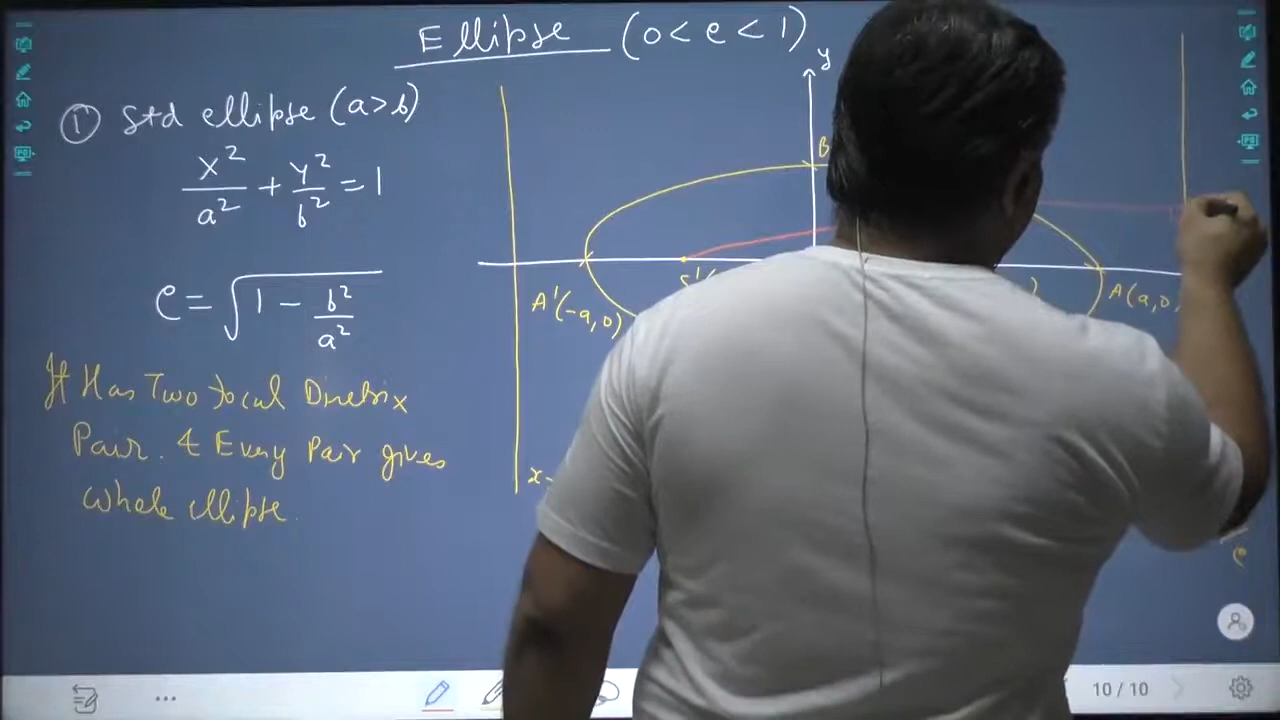 Ellipse (0 < e < 1)
① std ellipse (a>b)
x²/a² + y²/b² = 1
e = √(1 − b²/a²)
It Has Two focal Directrix
Pair. & Every Pair gives
whole ellipse.
y
B
A'(-a,0)
S'(
)
A(a,0)
x=
e
10 / 10